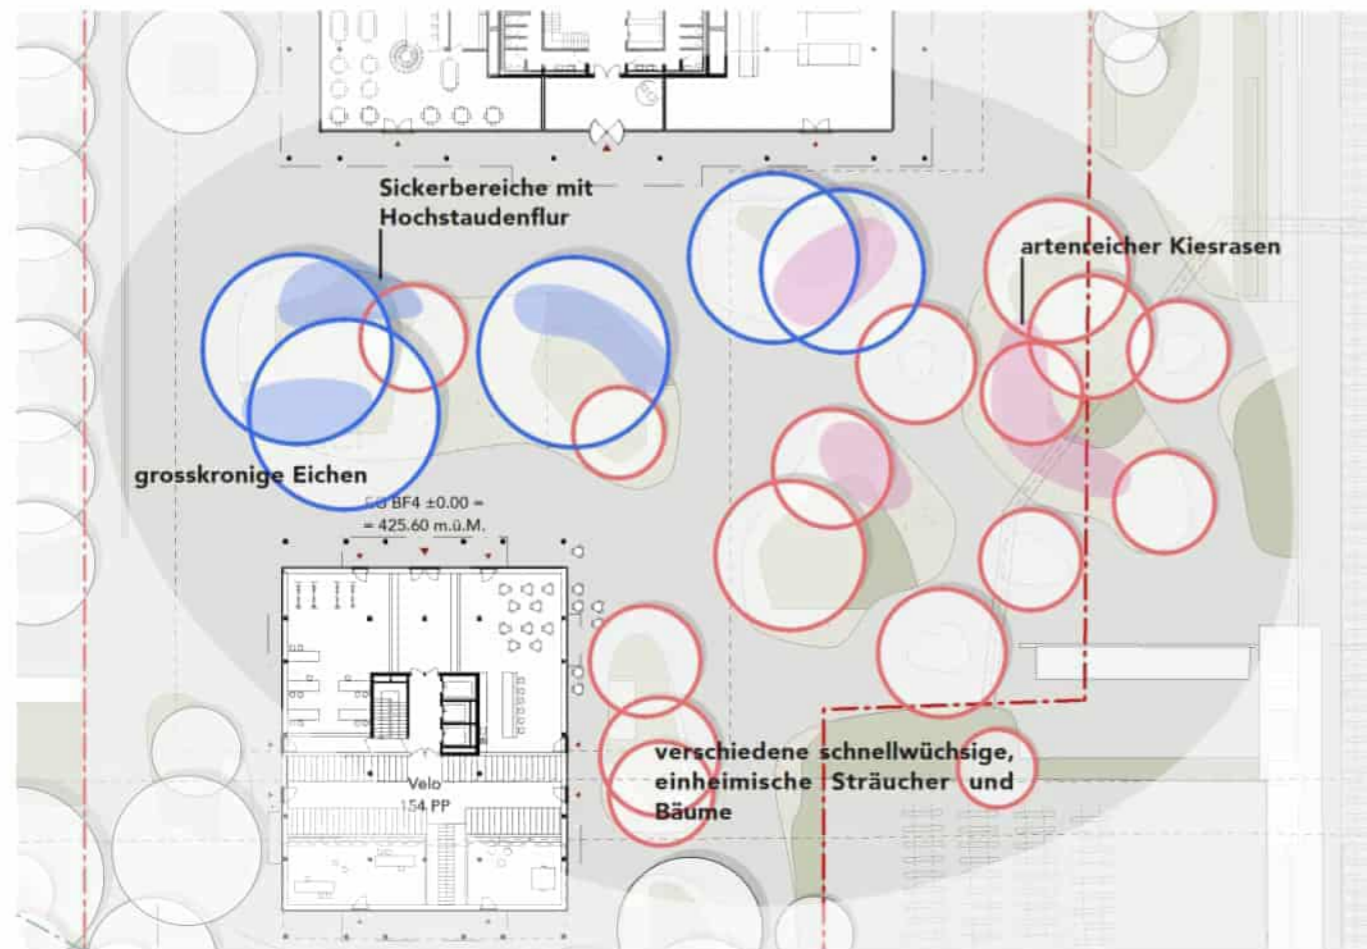 Sickerbereiche mit
Hochstaudenflur
artenreicher Kiesrasen
grosskronige Eichen
BF4 ±0.00 =
= 425.60 m.ü.M.
verschiedene schnellwüchsige,
einheimische Sträucher und
Bäume
Velo
154 PP